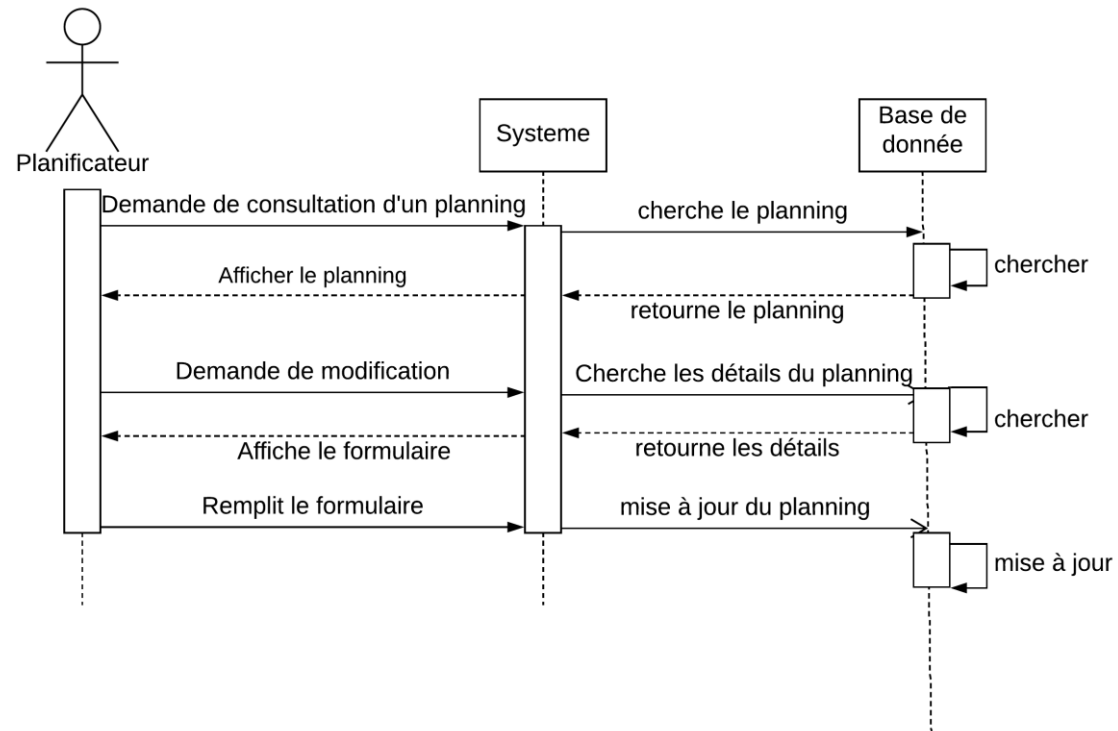 Planificateur
Systeme
Base de
donnée
Demande de consultation d'un planning
cherche le planning
chercher
Afficher le planning
retourne le planning
Demande de modification
Cherche les détails du planning
chercher
Affiche le formulaire
retourne les détails
Remplit le formulaire
mise à jour du planning
mise à jour